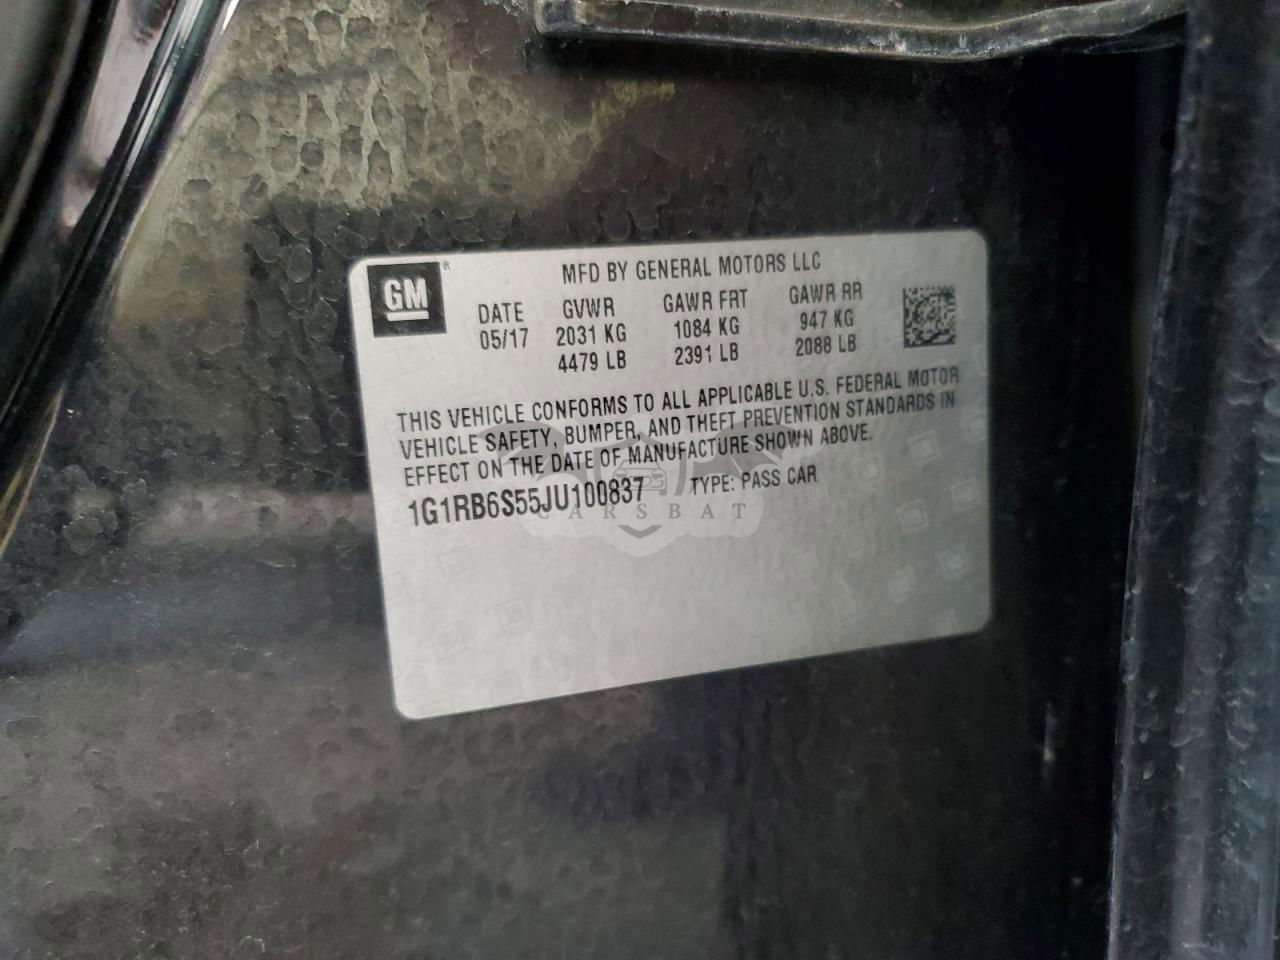 GM
MFD BY GENERAL MOTORS LLC
DATE GVWR GAWR FRT GAWR RR
05/17 2031 KG 1084 KG 947 KG
4479 LB 2391 LB 2088 LB
THIS VEHICLE CONFORMS TO ALL APPLICABLE U.S. FEDERAL MOTOR
VEHICLE SAFETY, BUMPER, AND THEFT PREVENTION STANDARDS IN
EFFECT ON THE DATE OF MANUFACTURE SHOWN ABOVE.
1G1RB6S55JU100837 TYPE: PASS CAR
CARSBAT